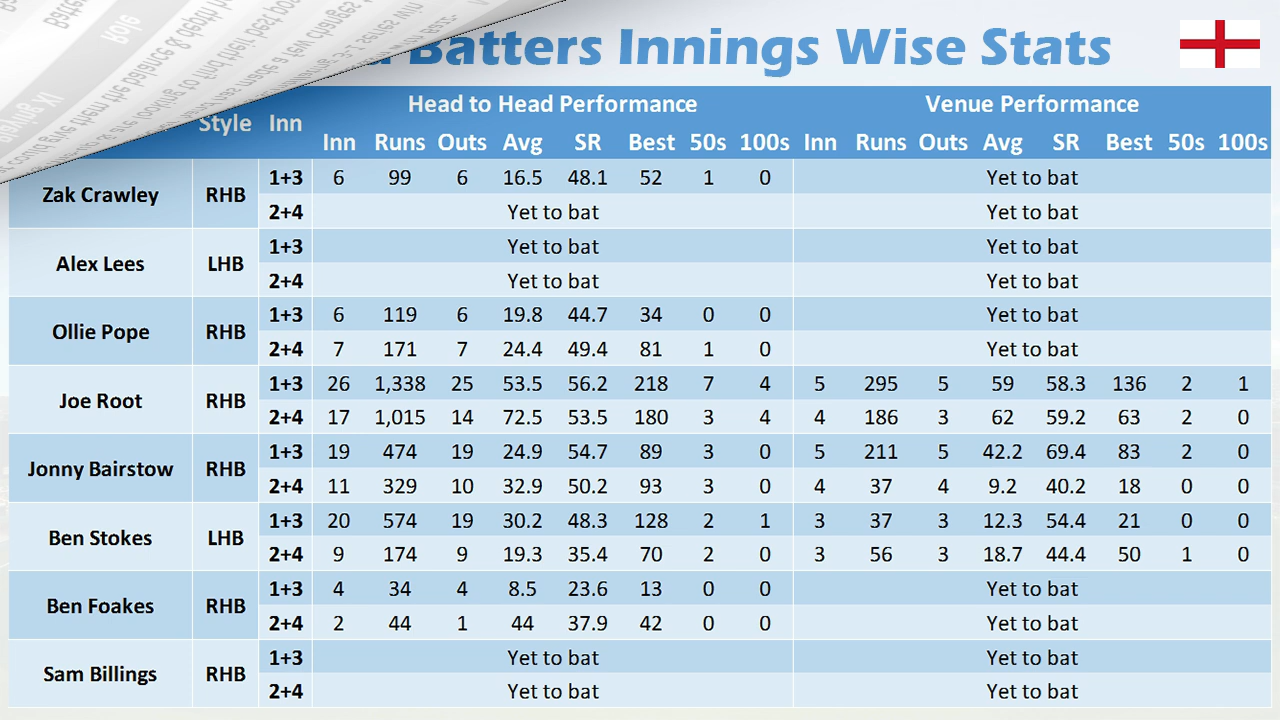 Batters Innings Wise Stats
Head to Head Performance Venue Performance
Style Inn
Inn Runs Outs Avg SR Best 50s 100s Inn Runs Outs Avg SR Best 50s 100s
Zak Crawley RHB 1+3 6 99 6 16.5 48.1 52 1 0 Yet to bat
2+4 Yet to bat Yet to bat
Alex Lees LHB 1+3 Yet to bat Yet to bat
2+4 Yet to bat Yet to bat
Ollie Pope RHB 1+3 6 119 6 19.8 44.7 34 0 0 Yet to bat
2+4 7 171 7 24.4 49.4 81 1 0 Yet to bat
Joe Root RHB 1+3 26 1,338 25 53.5 56.2 218 7 4 5 295 5 59 58.3 136 2 1
2+4 17 1,015 14 72.5 53.5 180 3 4 4 186 3 62 59.2 63 2 0
Jonny Bairstow RHB 1+3 19 474 19 24.9 54.7 89 3 0 5 211 5 42.2 69.4 83 2 0
2+4 11 329 10 32.9 50.2 93 3 0 4 37 4 9.2 40.2 18 0 0
Ben Stokes LHB 1+3 20 574 19 30.2 48.3 128 2 1 3 37 3 12.3 54.4 21 0 0
2+4 9 174 9 19.3 35.4 70 2 0 3 56 3 18.7 44.4 50 1 0
Ben Foakes RHB 1+3 4 34 4 8.5 23.6 13 0 0 Yet to bat
2+4 2 44 1 44 37.9 42 0 0 Yet to bat
Sam Billings RHB 1+3 Yet to bat Yet to bat
2+4 Yet to bat Yet to bat